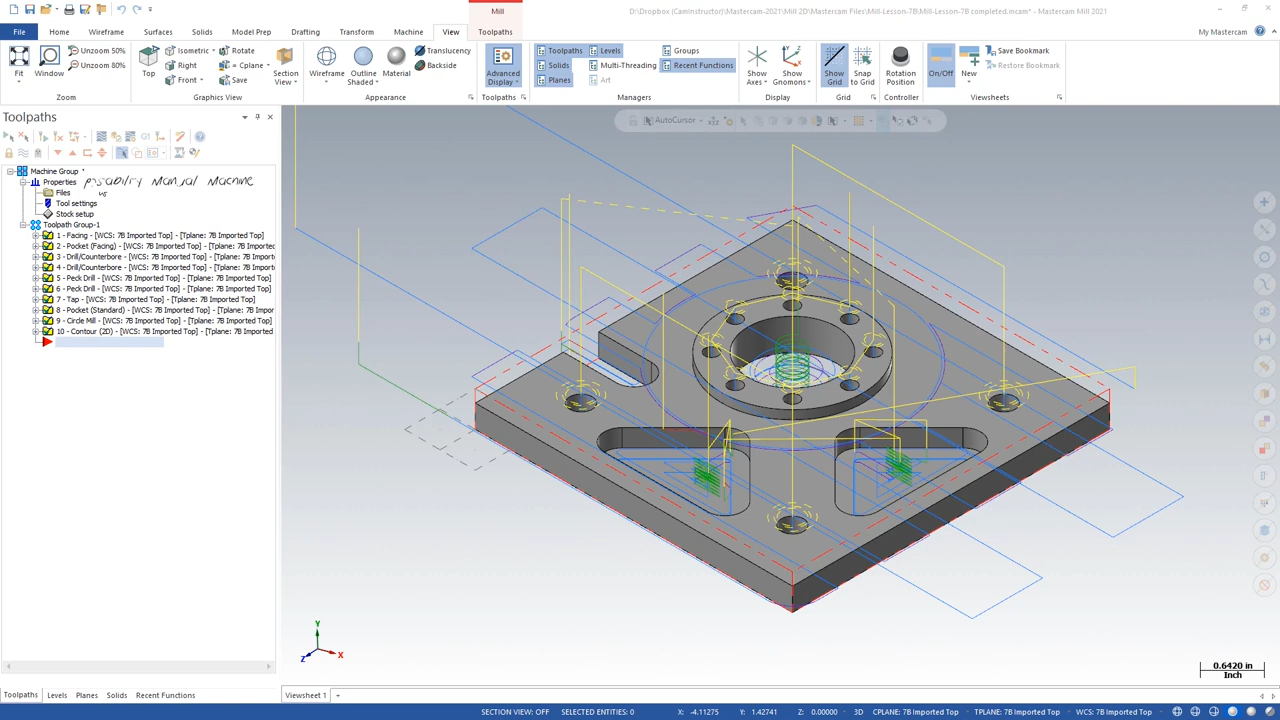 Mill
D:\Dropbox (CamInstructor)\Mastercam-2021\Mill 2D\Mastercam Files\Mill-Lesson-7B\Mill-Lesson-7B completed.mcam* - Mastercam Mill 2021
File Home Wireframe Surfaces Solids Model Prep Drafting Transform Machine View Toolpaths My Mastercam
Unzoom 50% Isometric Rotate Translucency Toolpaths Levels Groups Save Bookmark
Unzoom 80% Right = Cplane Backside Solids Multi-Threading Recent Functions Restore Bookmark
Fit Window Top Front Save Section View Wireframe Outline Shaded Material Advanced Display Planes Art Show Axes Show Gnomons Show Grid Snap to Grid Rotation Position On/Off New
Zoom Graphics View Appearance Toolpaths Managers Display Grid Controller Viewsheets
Toolpaths
AutoCursor
Machine Group
Properties
Manual Machine
Files
Tool settings
Stock setup
Toolpath Group-1
1 - Facing - [WCS: 7B Imported Top] - [Tplane: 7B Imported Top]
2 - Pocket (Facing) - [WCS: 7B Imported Top] - [Tplane: 7B Imported
3 - Drill/Counterbore - [WCS: 7B Imported Top] - [Tplane: 7B Importe
4 - Drill/Counterbore - [WCS: 7B Imported Top] - [Tplane: 7B Importe
5 - Peck Drill - [WCS: 7B Imported Top] - [Tplane: 7B Imported Top]
6 - Peck Drill - [WCS: 7B Imported Top] - [Tplane: 7B Imported Top]
7 - Tap - [WCS: 7B Imported Top] - [Tplane: 7B Imported Top]
8 - Pocket (Standard) - [WCS: 7B Imported Top] - [Tplane: 7B Importe
9 - Circle Mill - [WCS: 7B Imported Top] - [Tplane: 7B Imported Top]
10 - Contour (2D) - [WCS: 7B Imported Top] - [Tplane: 7B Imported
Y
Z X
0.6420 in
Inch
Toolpaths Levels Planes Solids Recent Functions Viewsheet 1 +
SECTION VIEW: OFF SELECTED ENTITIES: 0 X: -4.11275 Y: 1.42741 Z: 0.00000 3D CPLANE: 7B Imported Top TPLANE: 7B Imported Top WCS: 7B Imported Top